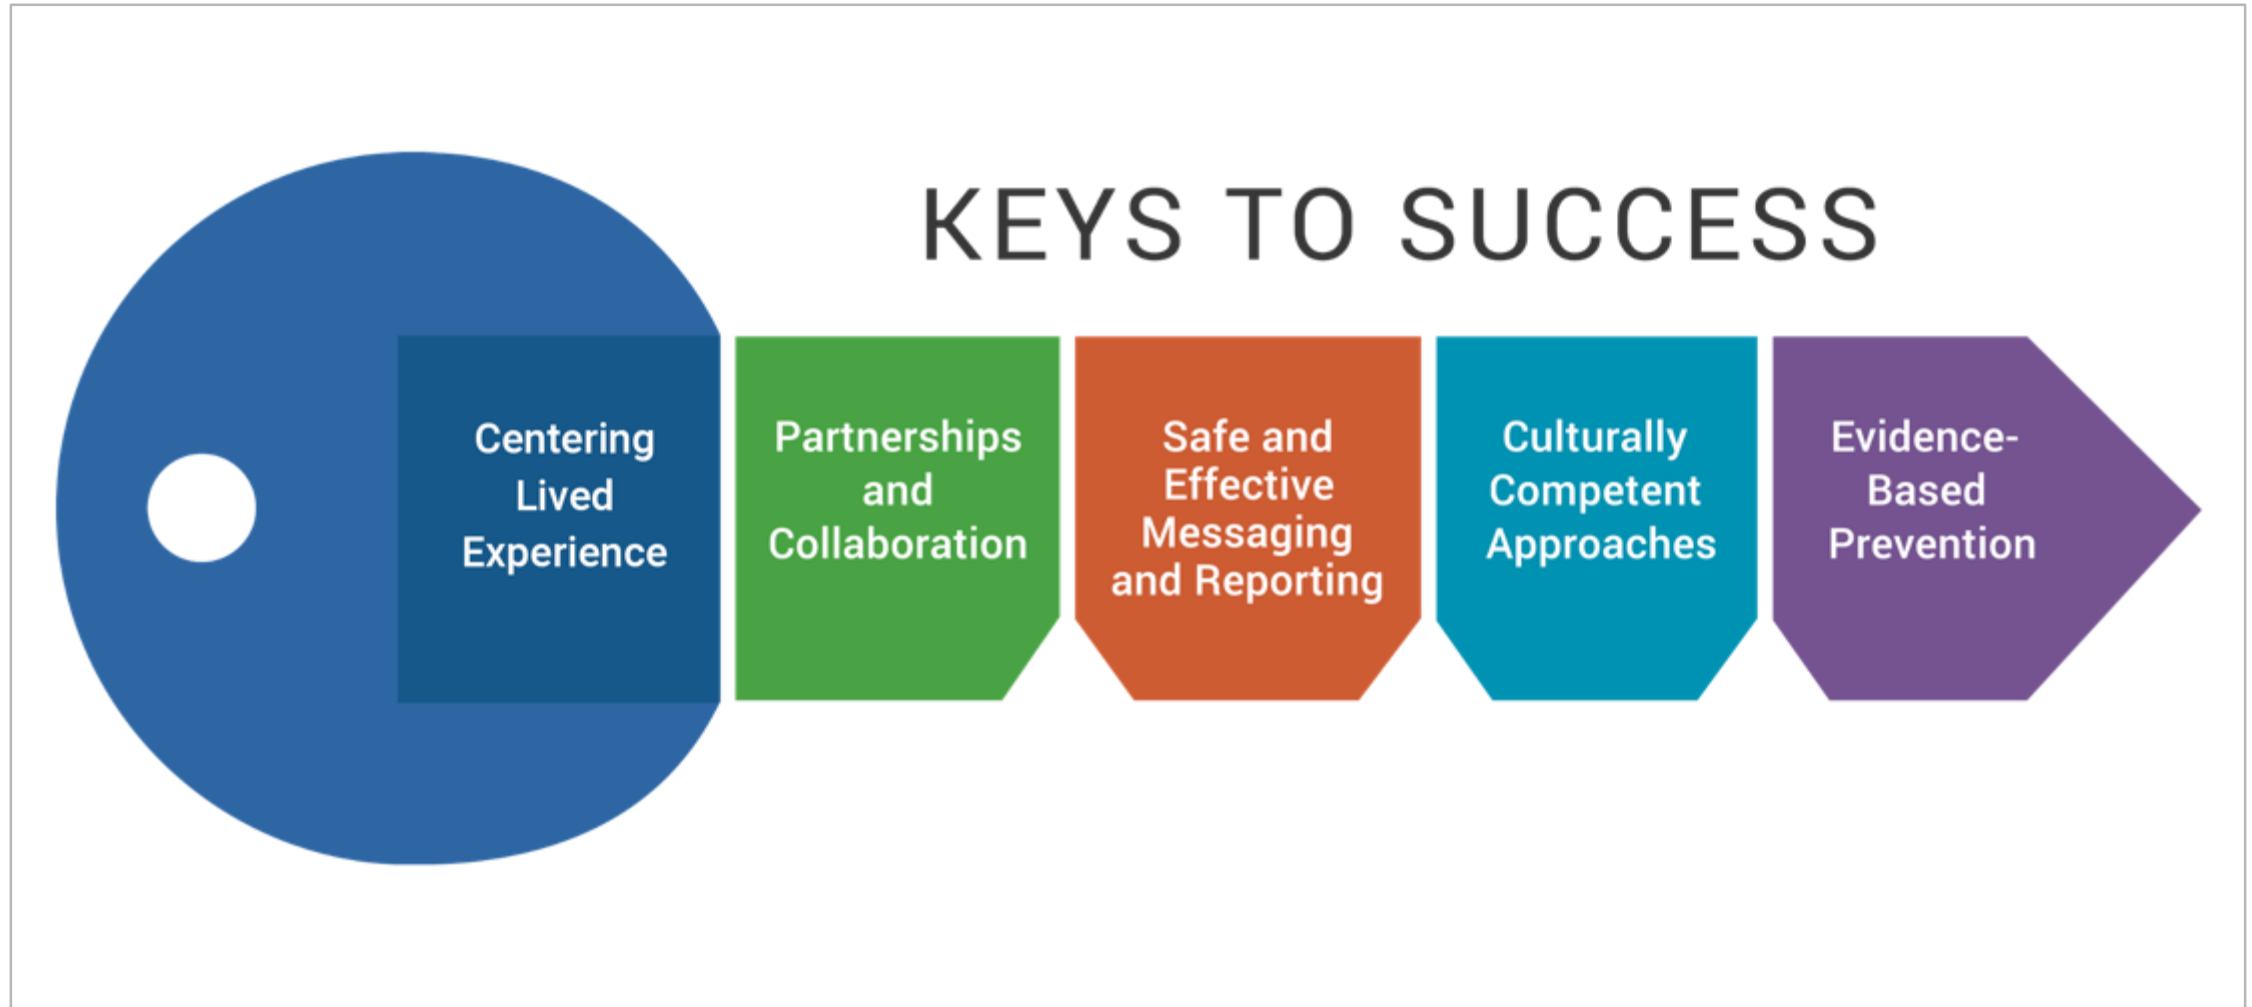 KEYS TO SUCCESS
Centering
Lived
Experience
Partnerships
and
Collaboration
Safe and
Effective
Messaging
and Reporting
Culturally
Competent
Approaches
Evidence-
Based
Prevention